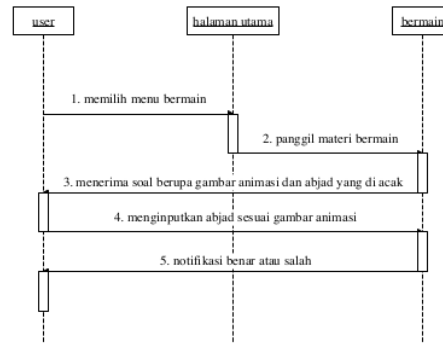 user
halaman utama
bermain
1. memilih menu bermain
2. panggil materi bermain
3. menerima soal berupa gambar animasi dan abjad yang di acak
4. menginputkan abjad sesuai gambar animasi
5. notifikasi benar atau salah